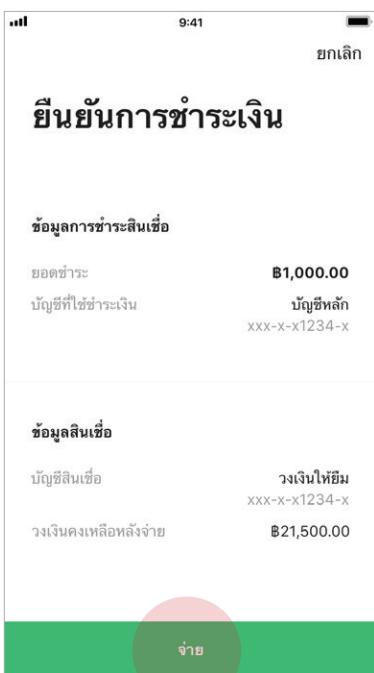 9:41
ยกเลิก
ยืนยันการชำระเงิน
ข้อมูลการชำระสินเชื่อ
ยอดชำระ ฿1,000.00
บัญชีที่ใช้ชำระเงิน บัญชีหลัก
xxx-x-x1234-x
ข้อมูลสินเชื่อ
บัญชีสินเชื่อ วงเงินให้ยืม
xxx-x-x1234-x
วงเงินคงเหลือหลังจ่าย ฿21,500.00
จ่าย